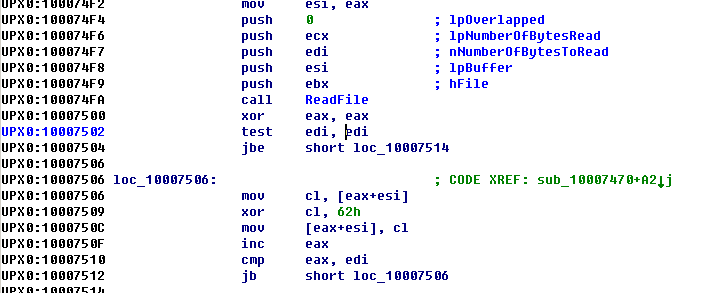 UPX0:100074F2 mov esi, eax
UPX0:100074F4 push 0 ; lpOverlapped
UPX0:100074F6 push ecx ; lpNumberOfBytesRead
UPX0:100074F7 push edi ; nNumberOfBytesToRead
UPX0:100074F8 push esi ; lpBuffer
UPX0:100074F9 push ebx ; hFile
UPX0:100074FA call ReadFile
UPX0:10007500 xor eax, eax
UPX0:10007502 test edi, edi
UPX0:10007504 jbe short loc_10007514
UPX0:10007506
UPX0:10007506 loc_10007506: ; CODE XREF: sub_10007470+A2↓j
UPX0:10007506 mov cl, [eax+esi]
UPX0:10007509 xor cl, 62h
UPX0:1000750C mov [eax+esi], cl
UPX0:1000750F inc eax
UPX0:10007510 cmp eax, edi
UPX0:10007512 jb short loc_10007506
UPX0:10007514